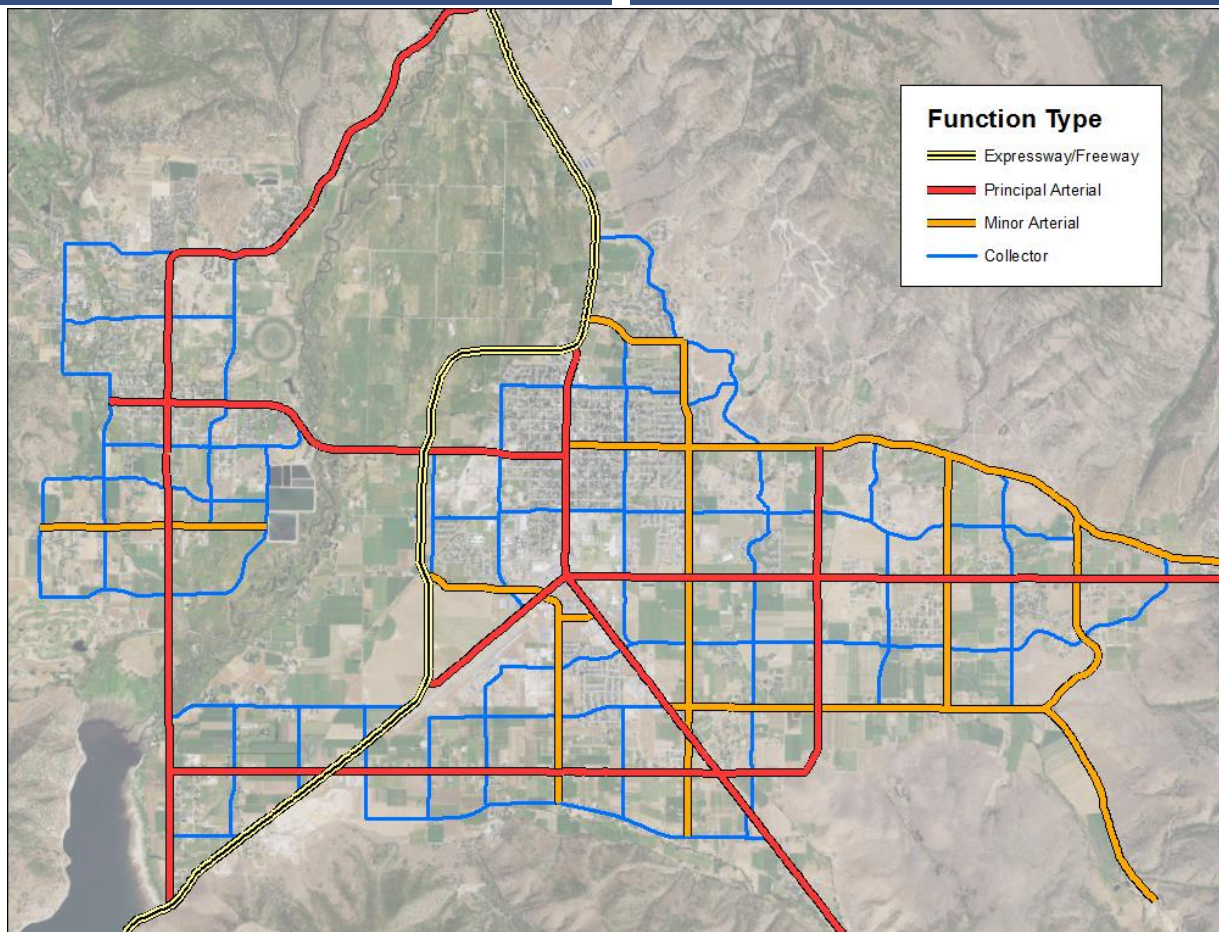 Function Type
Expressway/Freeway
Principal Arterial
Minor Arterial
Collector